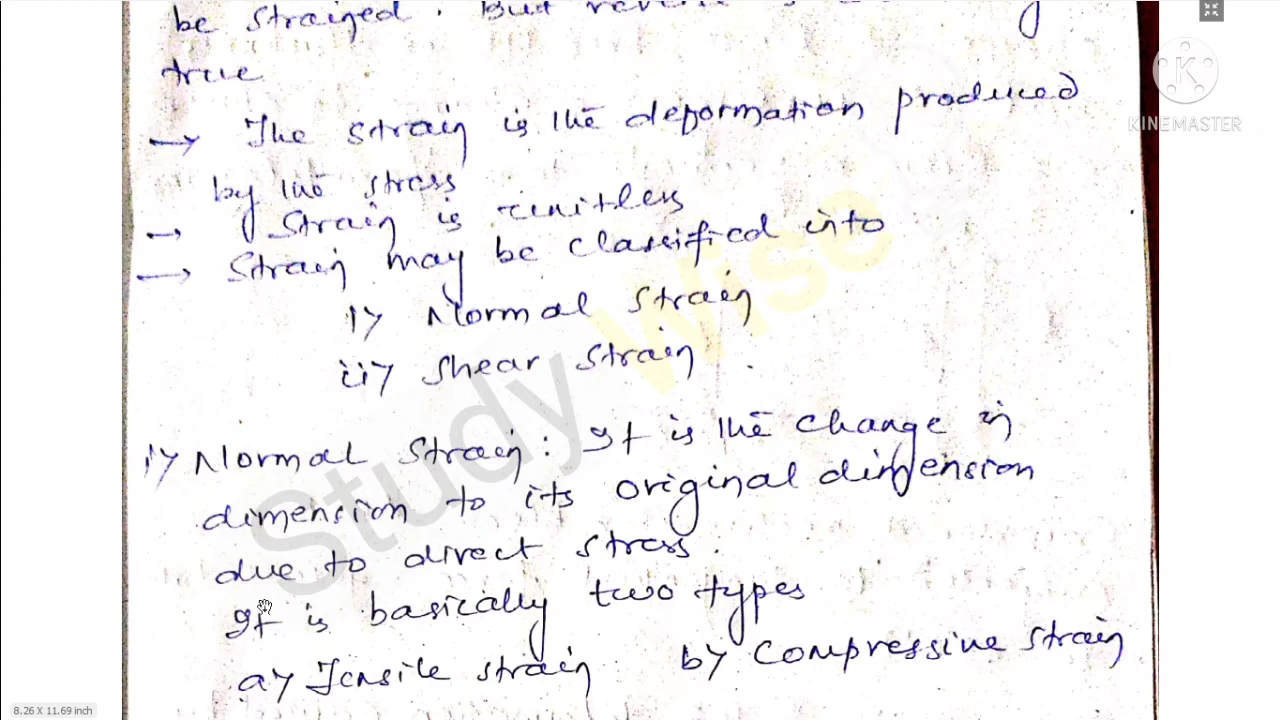 be strained. But
true
→ The strain is the deformation produced
by the stress
→ Strain is unitless
→ Strain may be classified into
i> Normal Strain
ii> Shear Strain
i> Normal Strain: It is the change in
dimension to its original dimension
due to direct stress.
It is basically two types
a> Tensile strain b> Compressive strain
Study Wise
KINEMASTER
8.26 X 11.69 inch